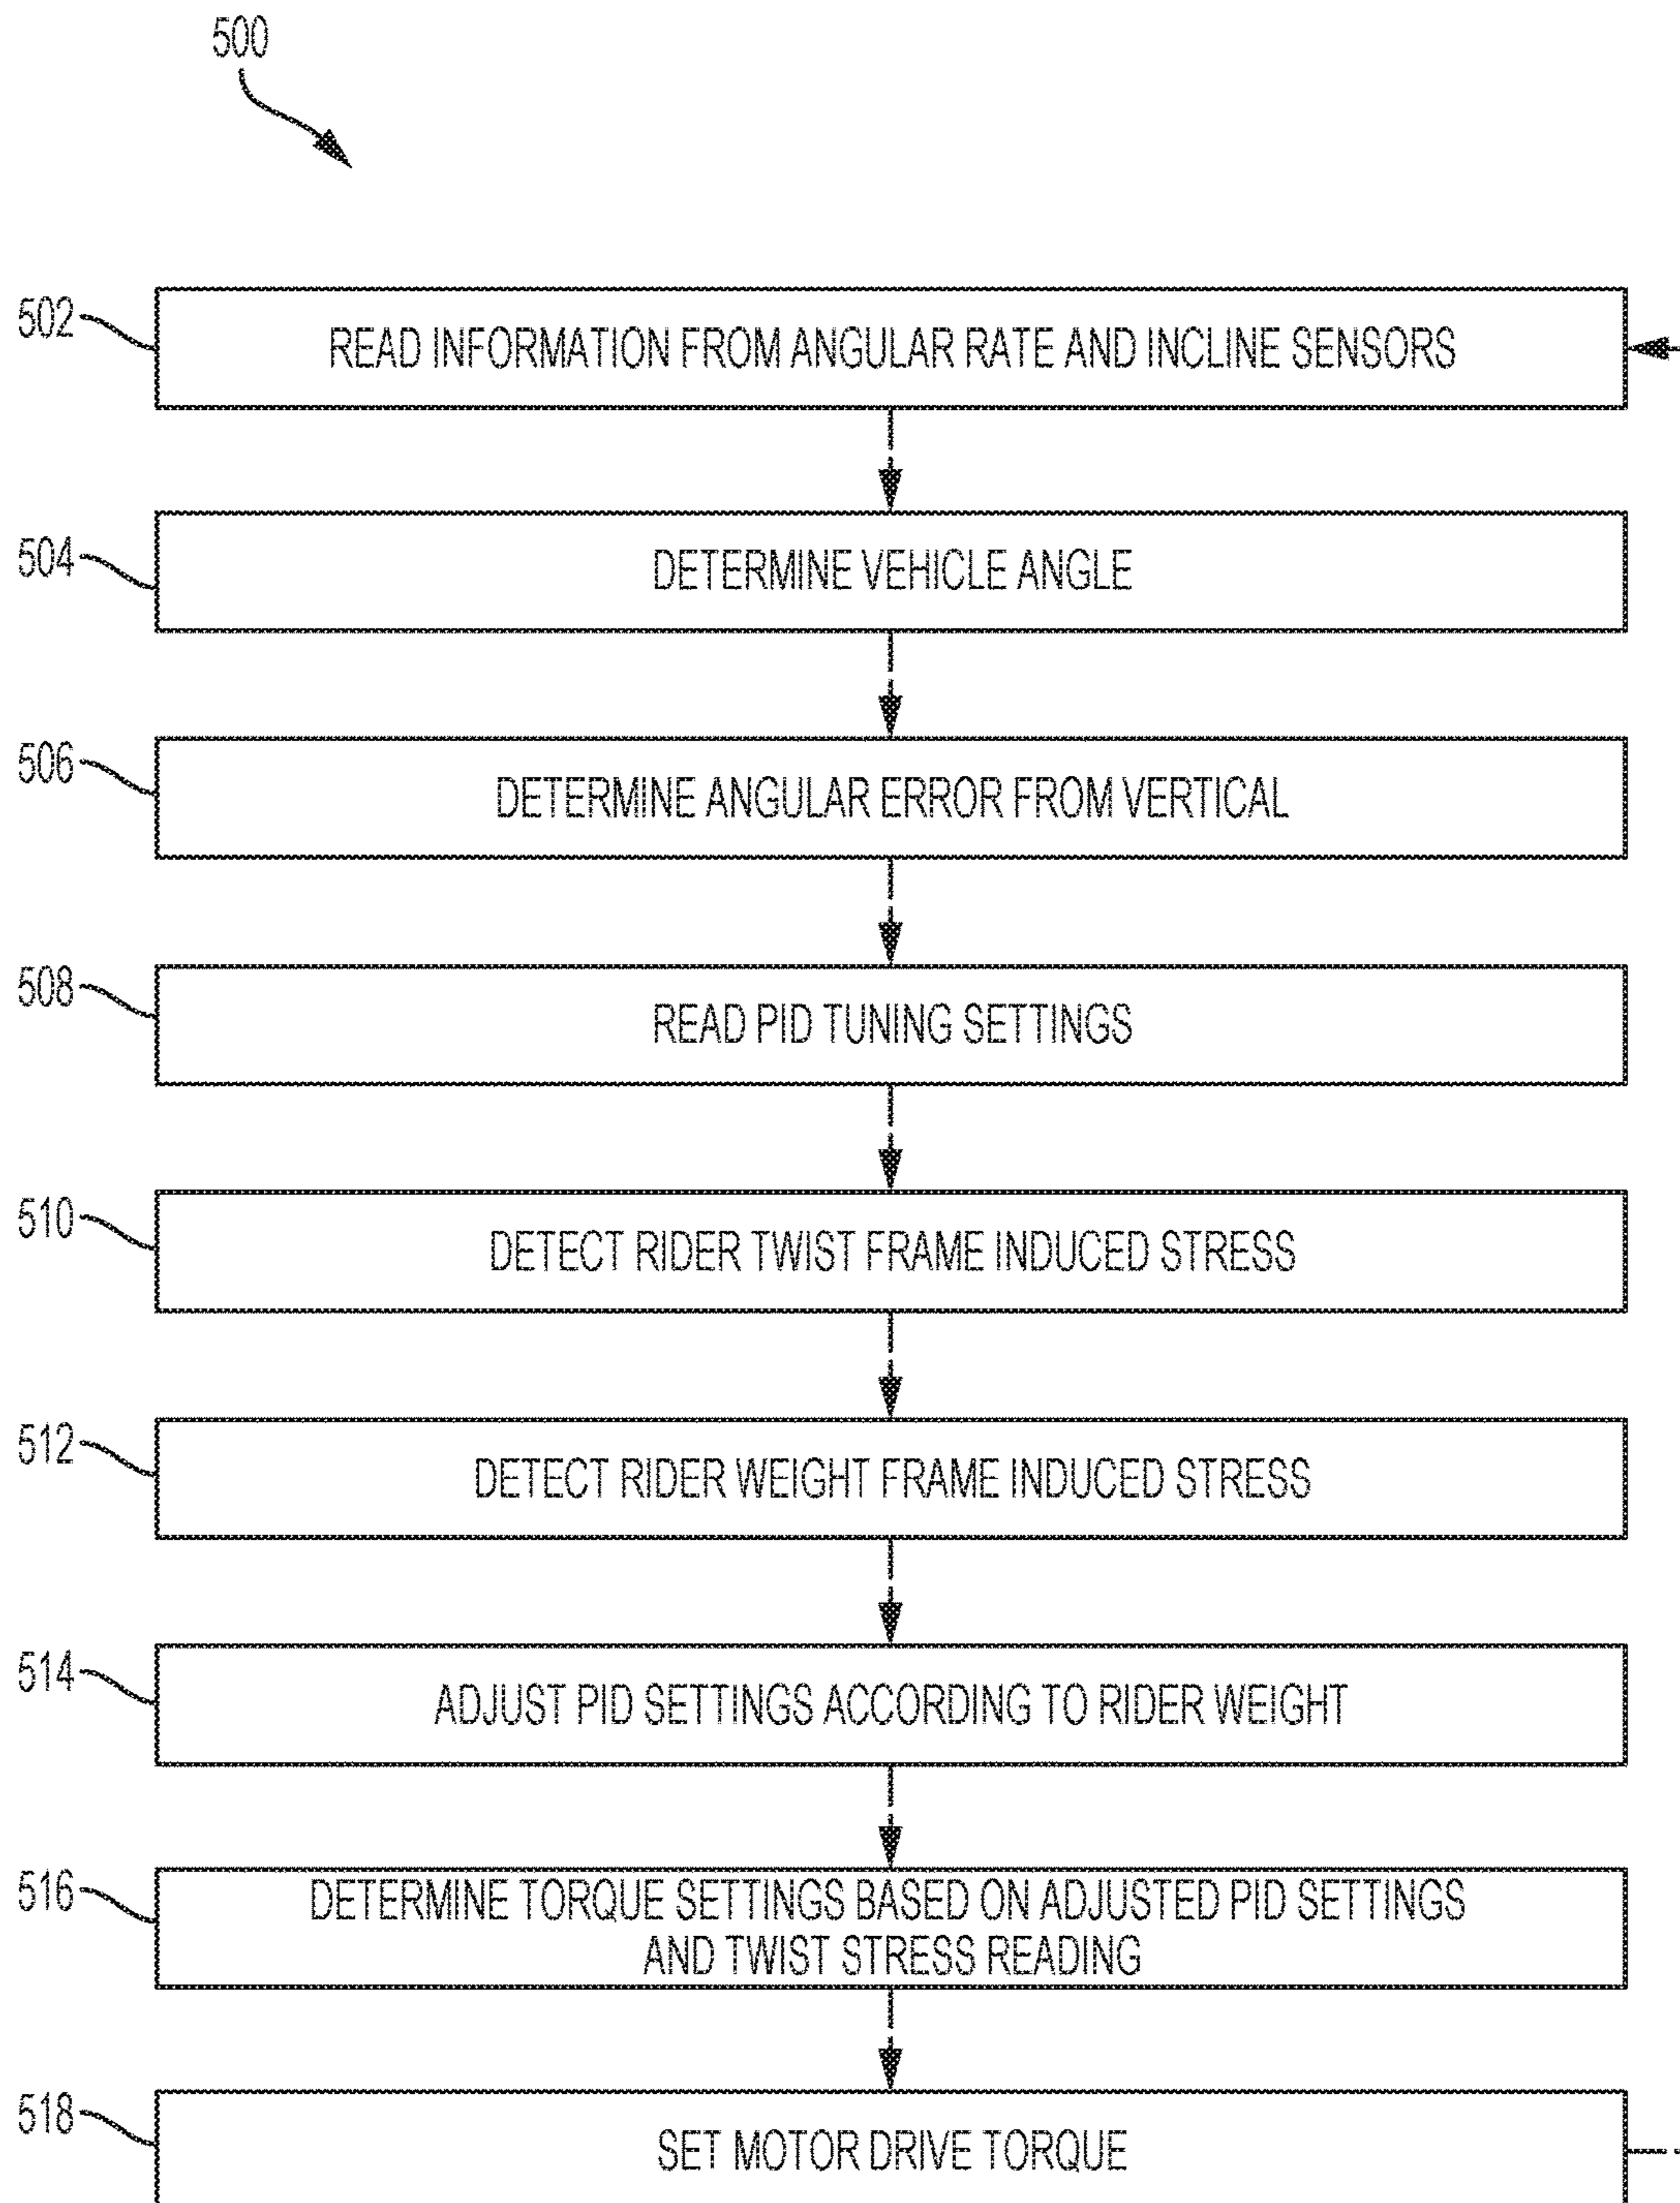 500
502
READ INFORMATION FROM ANGULAR RATE AND INCLINE SENSORS
504
DETERMINE VEHICLE ANGLE
506
DETERMINE ANGULAR ERROR FROM VERTICAL
508
READ PID TUNING SETTINGS
510
DETECT RIDER TWIST FRAME INDUCED STRESS
512
DETECT RIDER WEIGHT FRAME INDUCED STRESS
514
ADJUST PID SETTINGS ACCORDING TO RIDER WEIGHT
516
DETERMINE TORQUE SETTINGS BASED ON ADJUSTED PID SETTINGS
AND TWIST STRESS READING
518
SET MOTOR DRIVE TORQUE